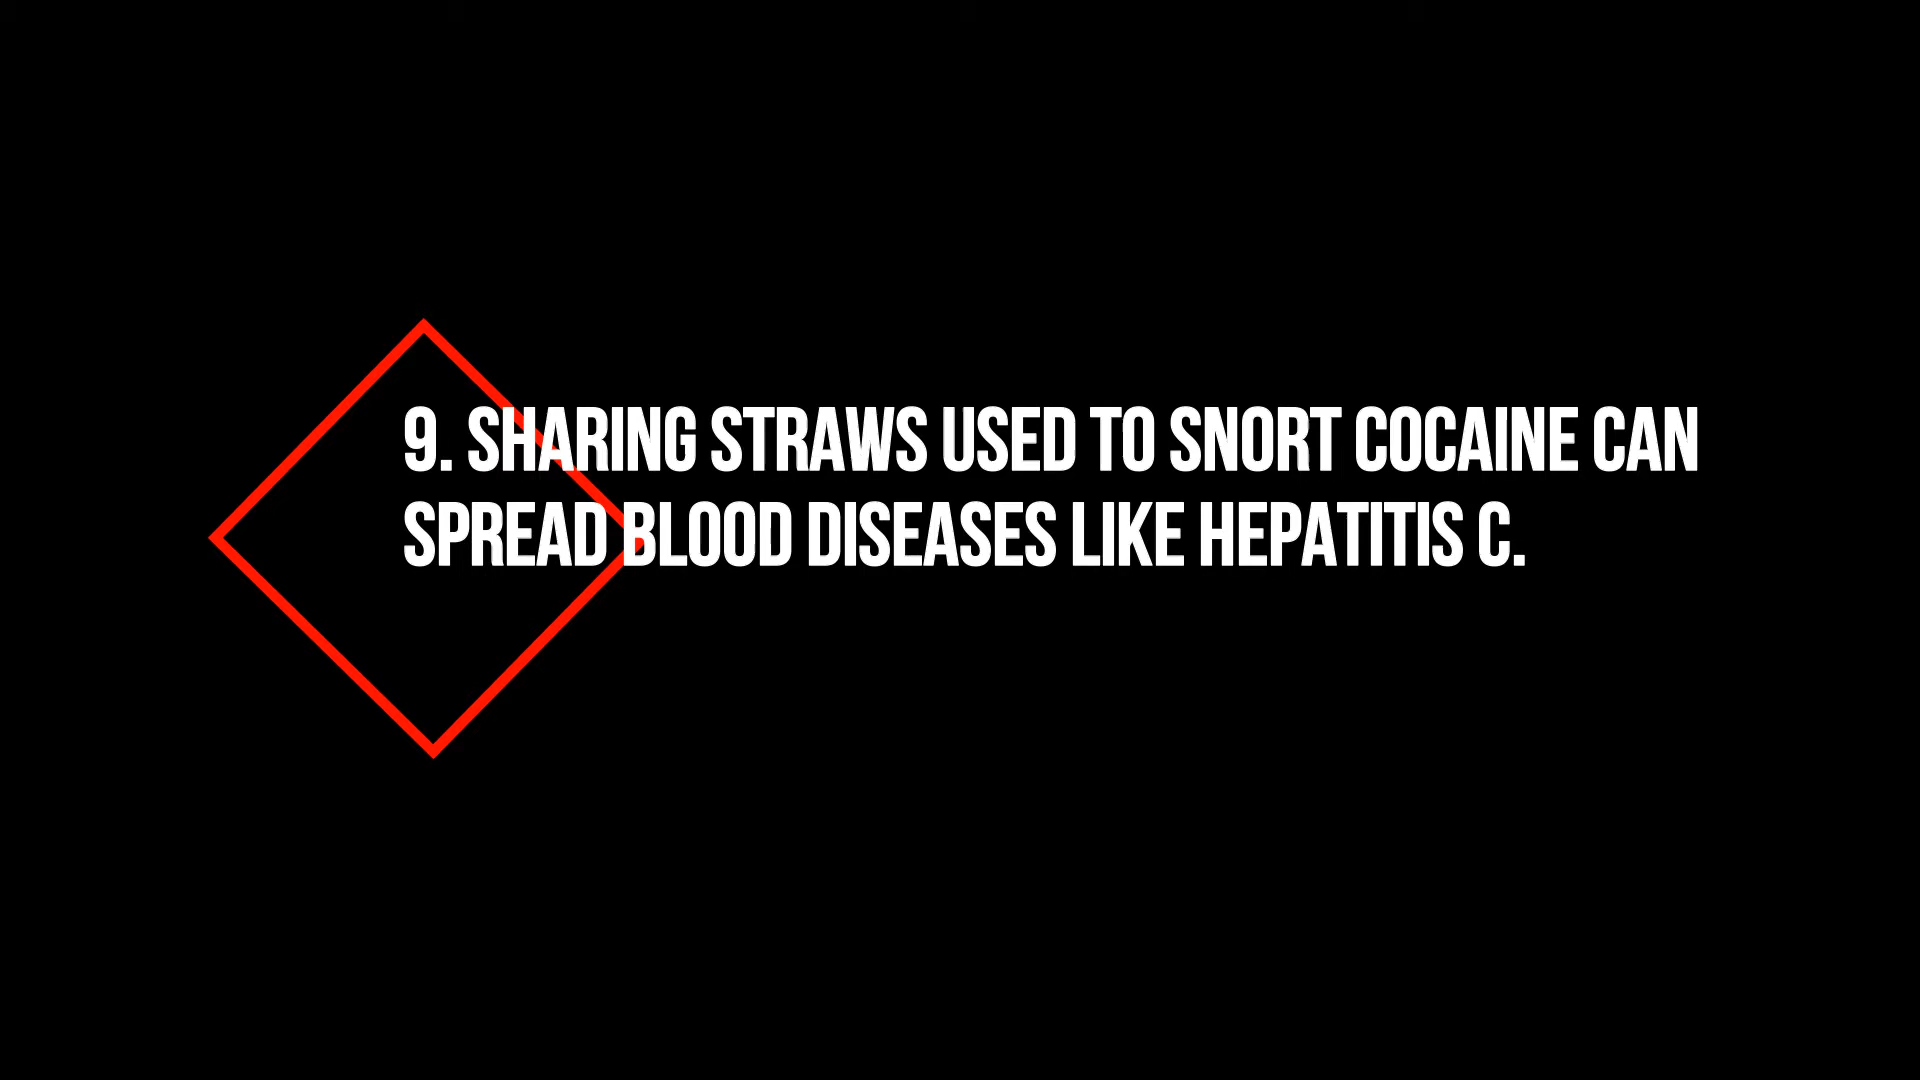 9. SHARING STRAWS USED TO SNORT COCAINE CAN
SPREAD BLOOD DISEASES LIKE HEPATITIS C.